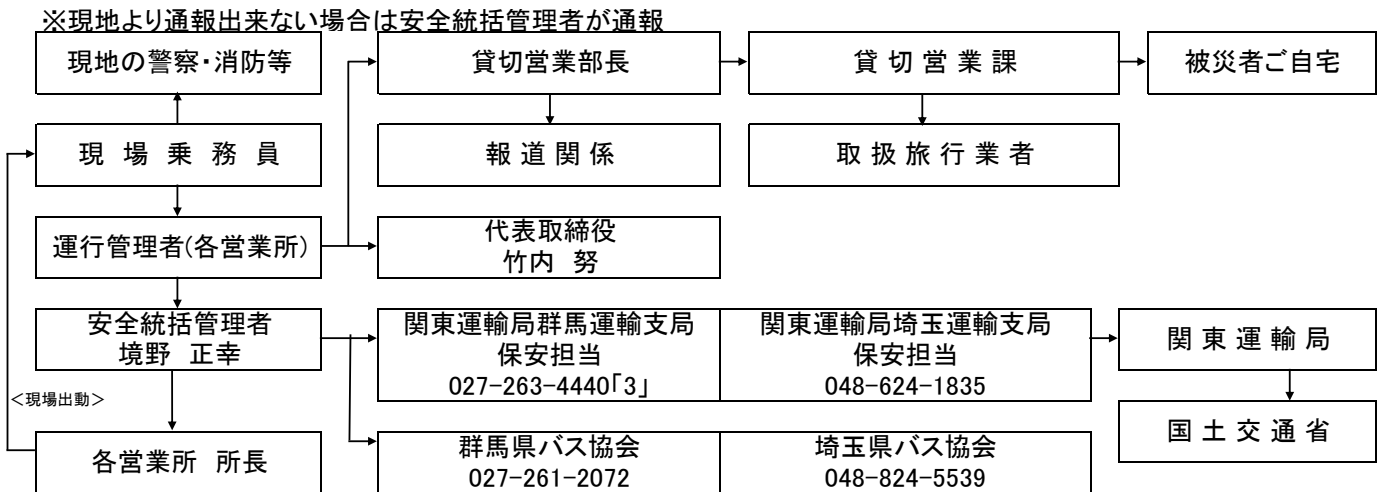 ※現地より通報出来ない場合は安全統括管理者が通報
現地の警察・消防等
貸切営業部長
貸切営業課
被災者ご自宅
現場乗務員
報道関係
取扱旅行業者
運行管理者(各営業所)
代表取締役
竹内 努
安全統括管理者
境野 正幸
関東運輸局群馬運輸支局
保安担当
027-263-4440｢3｣
関東運輸局埼玉運輸支局
保安担当
048-624-1835
関東運輸局
国土交通省
＜現場出動＞
各営業所 所長
群馬県バス協会
027-261-2072
埼玉県バス協会
048-824-5539